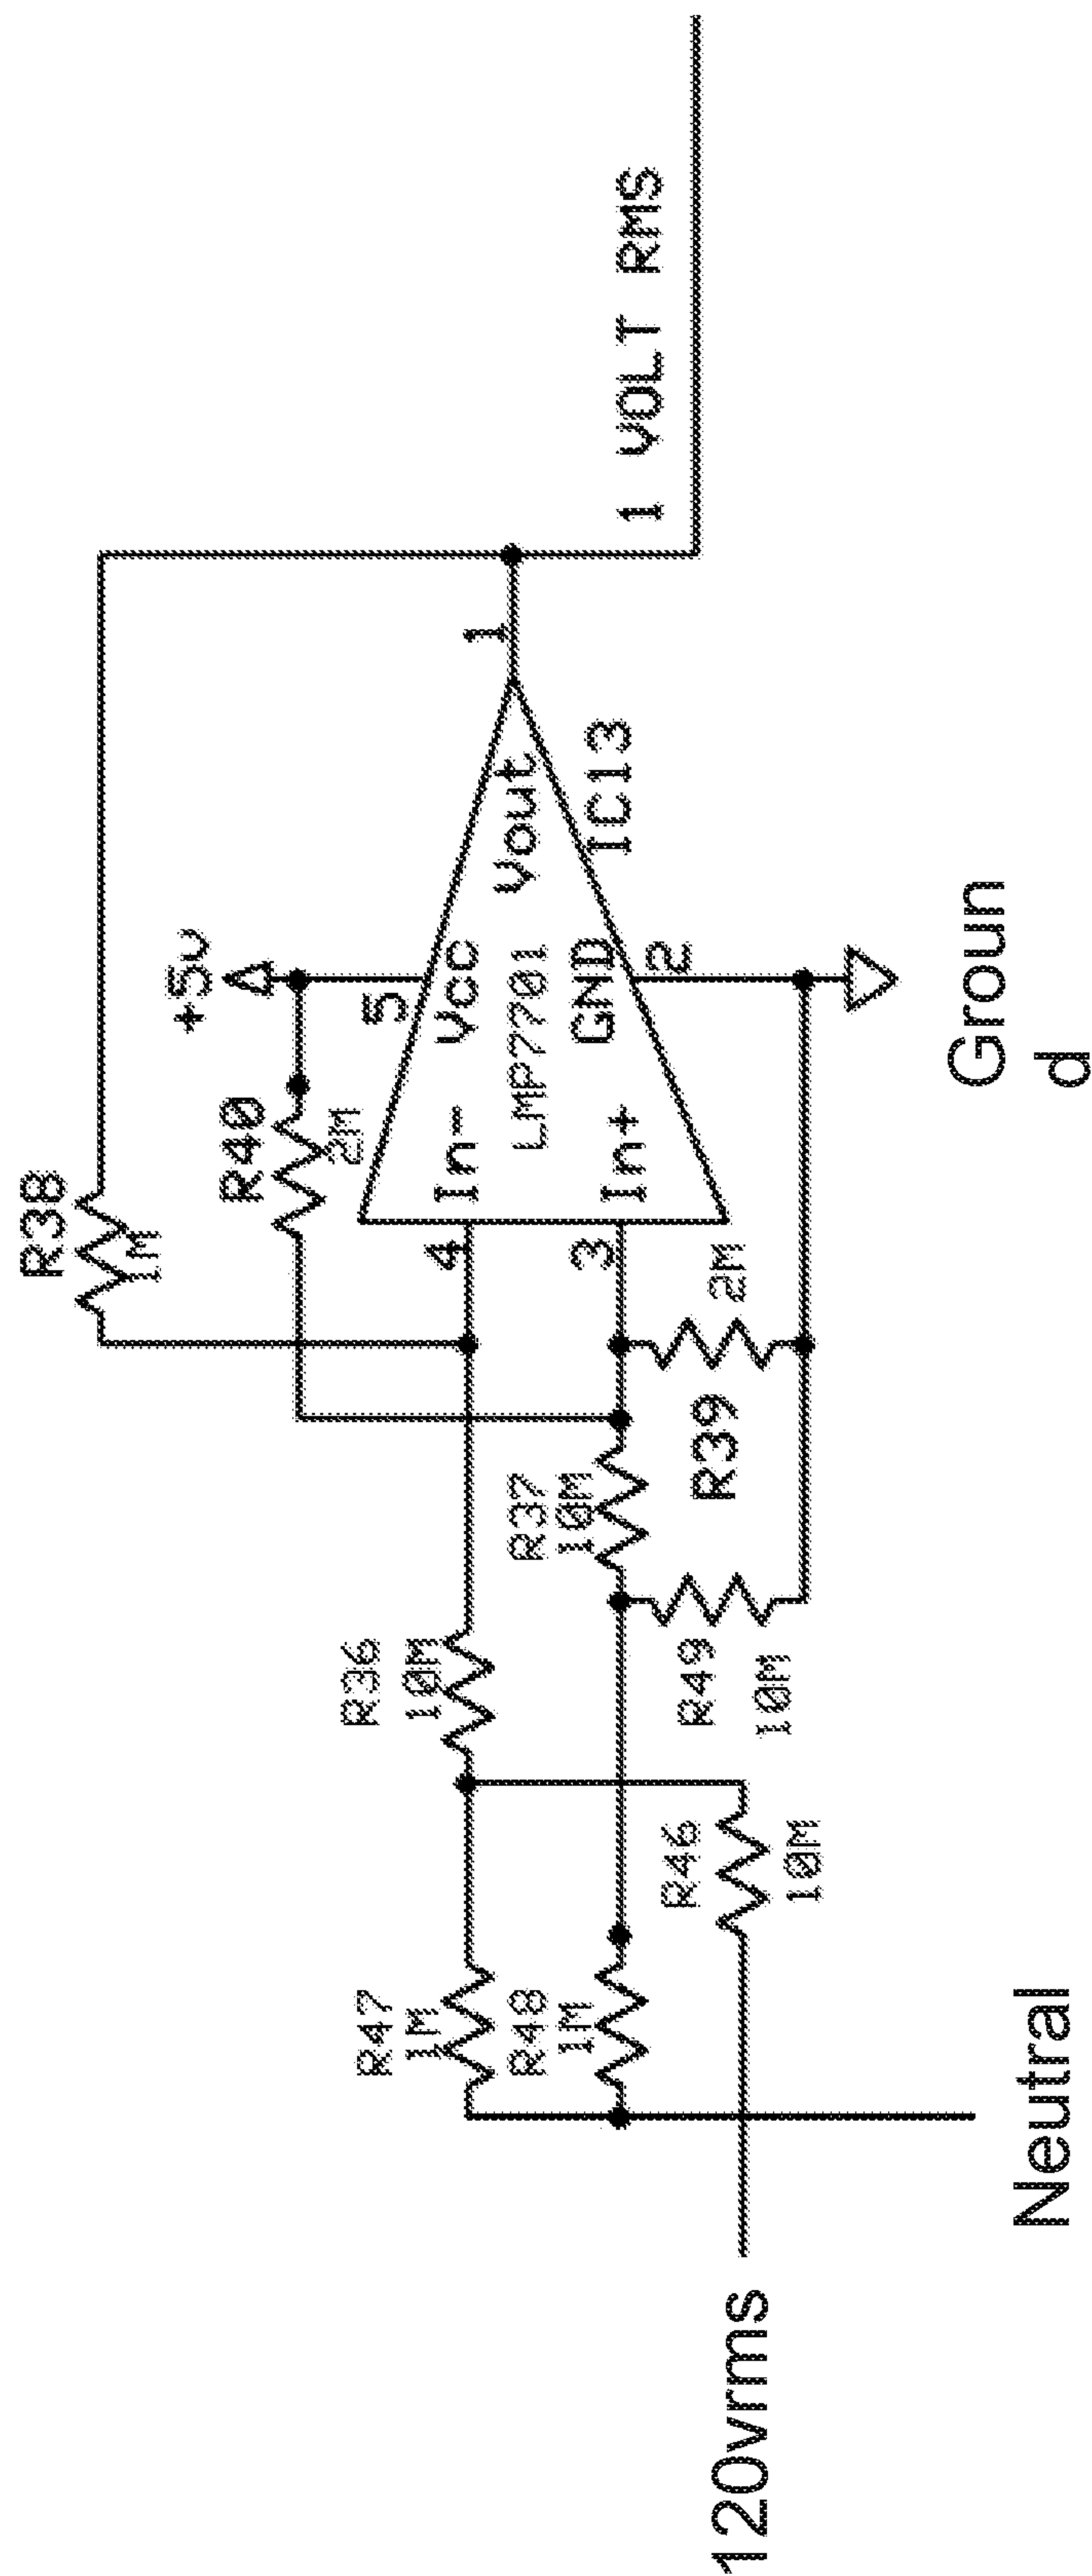 R38
1M
+5v
R40
2M
5
Vcc
1
4
In-
LMP7701
Vout
1 VOLT RMS
3
In+
GND
2
IC13
2M
R39
R37
10M
R36
10M
R49
10M
R47
1M
R48
1M
R46
10M
120vrms
Neutral
Groun
d